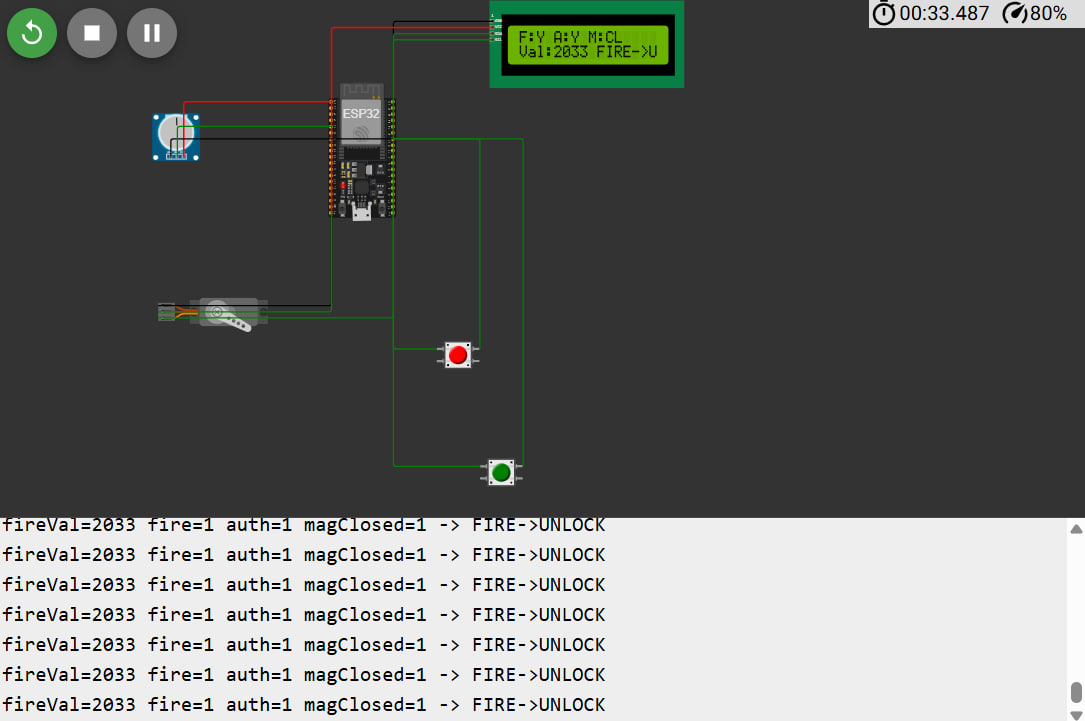 00:33.487 80%
F:Y A:Y M:CL
Val:2033 FIRE->U
ESP32
fireVal=2033 fire=1 auth=1 magClosed=1 -> FIRE->UNLOCK
fireVal=2033 fire=1 auth=1 magClosed=1 -> FIRE->UNLOCK
fireVal=2033 fire=1 auth=1 magClosed=1 -> FIRE->UNLOCK
fireVal=2033 fire=1 auth=1 magClosed=1 -> FIRE->UNLOCK
fireVal=2033 fire=1 auth=1 magClosed=1 -> FIRE->UNLOCK
fireVal=2033 fire=1 auth=1 magClosed=1 -> FIRE->UNLOCK
fireVal=2033 fire=1 auth=1 magClosed=1 -> FIRE->UNLOCK